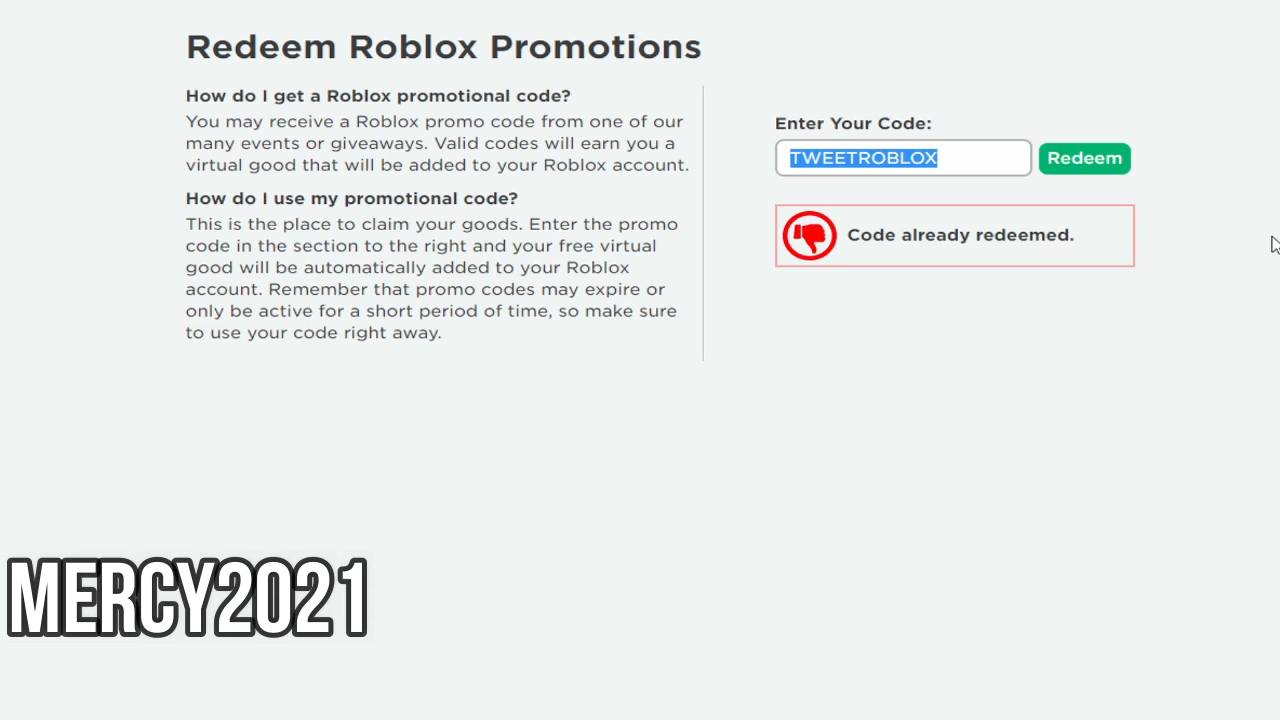 Redeem Roblox Promotions
How do I get a Roblox promotional code?
You may receive a Roblox promo code from one of our
many events or giveaways. Valid codes will earn you a
virtual good that will be added to your Roblox account.
How do I use my promotional code?
This is the place to claim your goods. Enter the promo
code in the section to the right and your free virtual
good will be automatically added to your Roblox
account. Remember that promo codes may expire or
only be active for a short period of time, so make sure
to use your code right away.
Enter Your Code:
TWEETROBLOX
Redeem
Code already redeemed.
MERCY2021